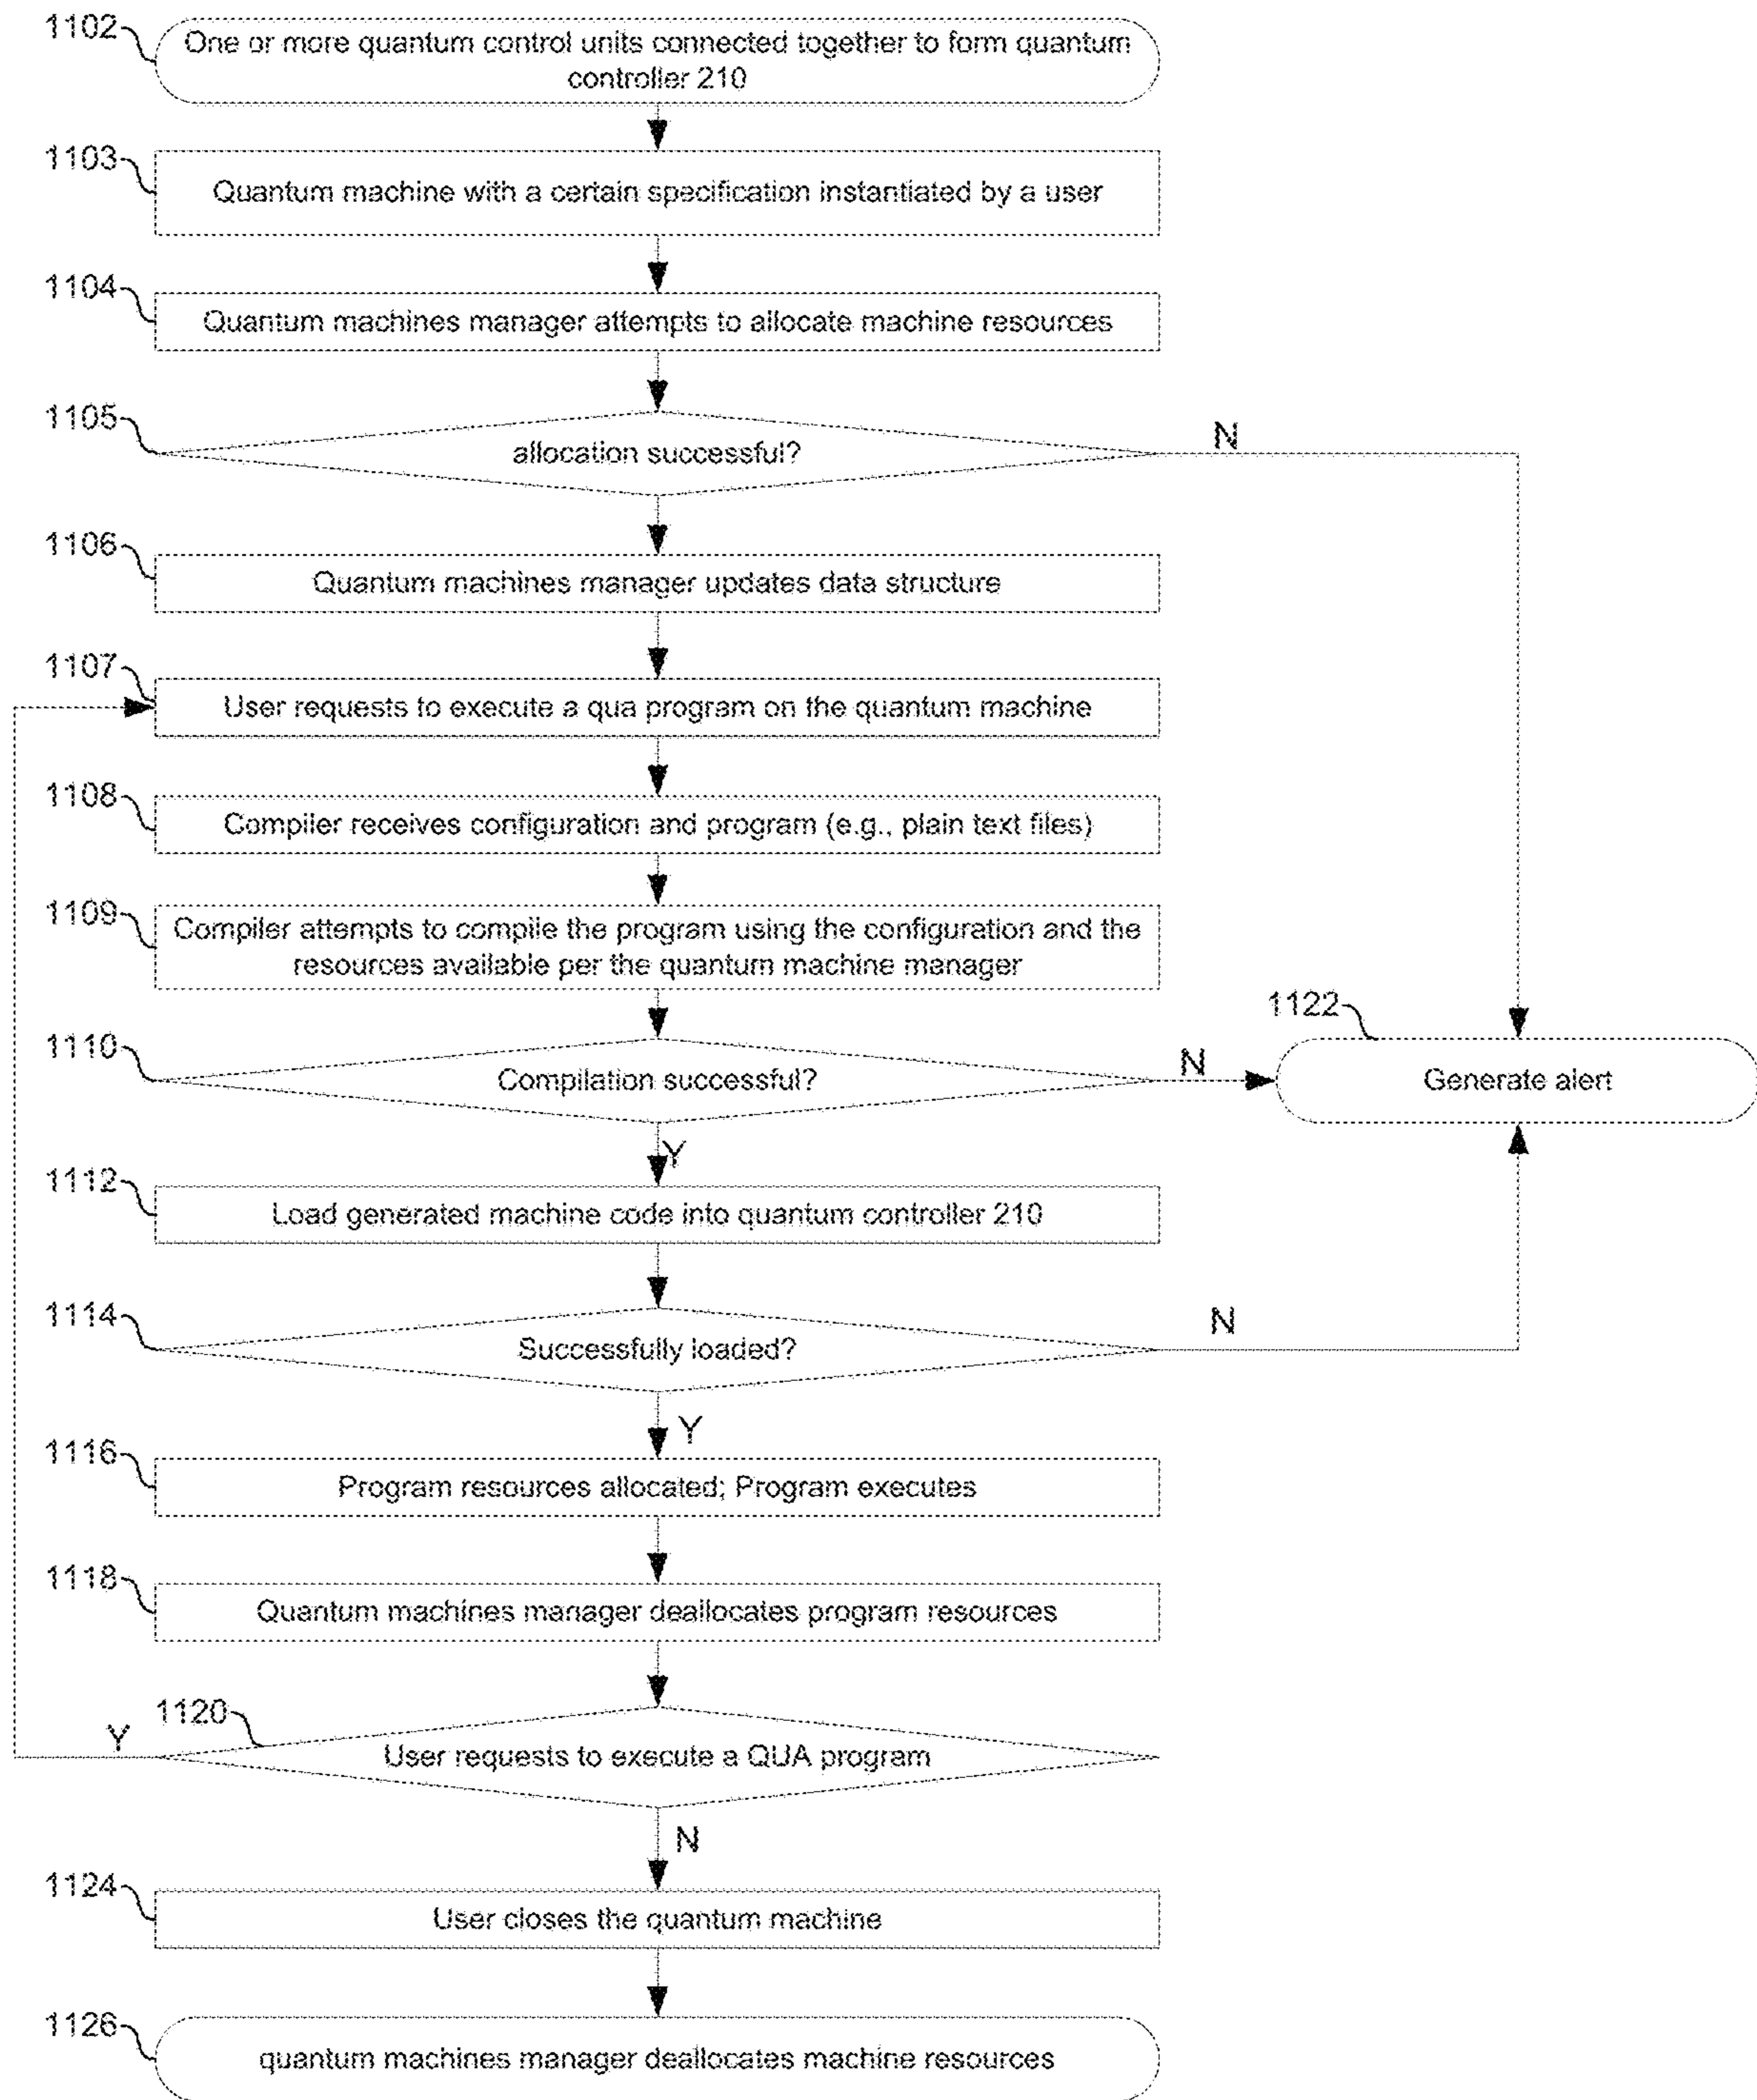 1102
One or more quantum control units connected together to form quantum
controller 210
1103
Quantum machine with a certain specification instantiated by a user
1104
Quantum machines manager attempts to allocate machine resources
1105
allocation successful?
N
1106
Quantum machines manager updates data structure
1107
User requests to execute a qua program on the quantum machine
1108
Compiler receives configuration and program (e.g., plain text files)
1109
Compiler attempts to compile the program using the configuration and the
resources available per the quantum machine manager
1110
Compilation successful?
N
1122
Generate alert
Y
1112
Load generated machine code into quantum controller 210
1114
Successfully loaded?
N
Y
1116
Program resources allocated; Program executes
1118
Quantum machines manager deallocates program resources
1120
User requests to execute a QUA program
Y
N
1124
User closes the quantum machine
1126
quantum machines manager deallocates machine resources